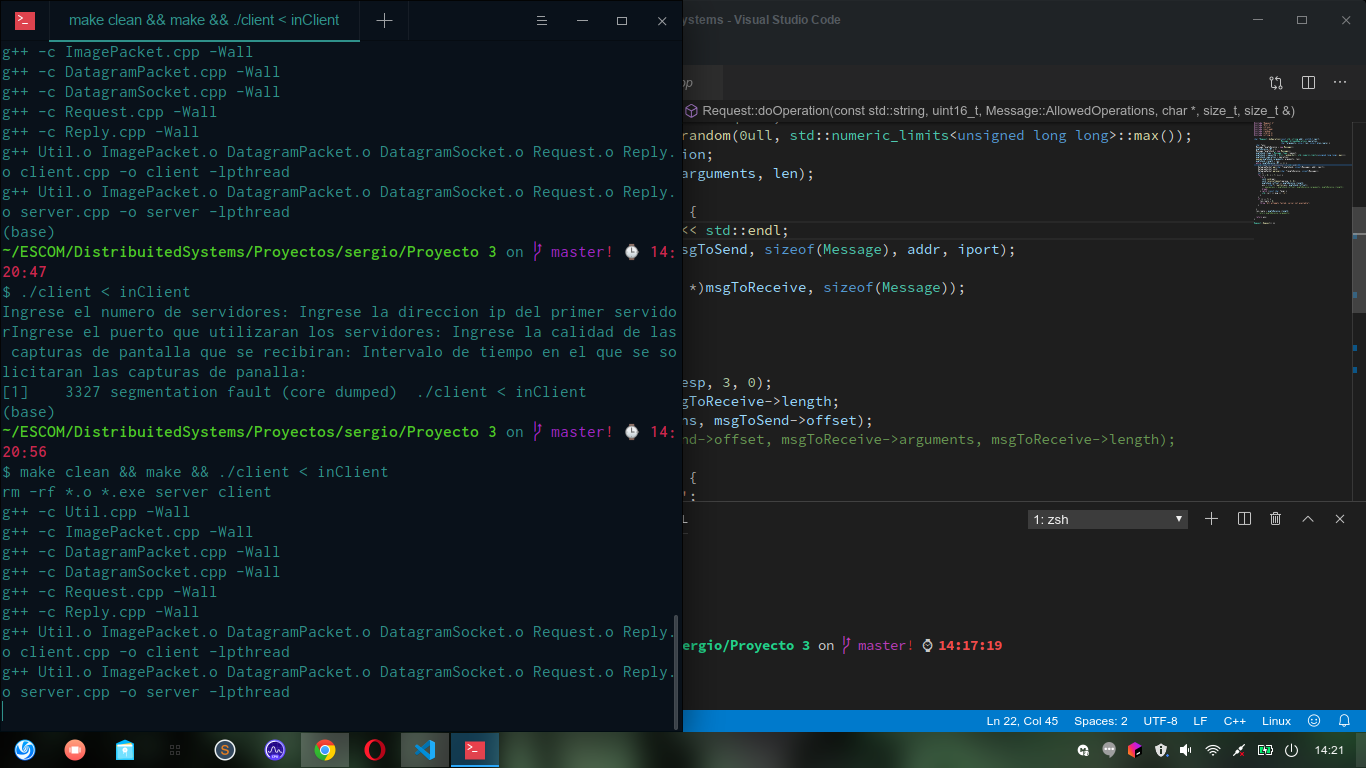 make clean && make && ./client < inClient
g++ -c ImagePacket.cpp -Wall
g++ -c DatagramPacket.cpp -Wall
g++ -c DatagramSocket.cpp -Wall
g++ -c Request.cpp -Wall
g++ -c Reply.cpp -Wall
g++ Util.o ImagePacket.o DatagramPacket.o DatagramSocket.o Request.o Reply.
o client.cpp -o client -lpthread
g++ Util.o ImagePacket.o DatagramPacket.o DatagramSocket.o Request.o Reply.
o server.cpp -o server -lpthread
(base)
~/ESCOM/DistribuitedSystems/Proyectos/sergio/Proyecto 3 on master! 14:
20:47
$ ./client < inClient
Ingrese el numero de servidores: Ingrese la direccion ip del primer servido
rIngrese el puerto que utilizaran los servidores: Ingrese la calidad de las
capturas de pantalla que se recibiran: Intervalo de tiempo en el que se so
licitaran las capturas de panalla:
[1] 3327 segmentation fault (core dumped) ./client < inClient
(base)
~/ESCOM/DistribuitedSystems/Proyectos/sergio/Proyecto 3 on master! 14:
20:56
$ make clean && make && ./client < inClient
rm -rf *.o *.exe server client
g++ -c Util.cpp -Wall
g++ -c ImagePacket.cpp -Wall
g++ -c DatagramPacket.cpp -Wall
g++ -c DatagramSocket.cpp -Wall
g++ -c Request.cpp -Wall
g++ -c Reply.cpp -Wall
g++ Util.o ImagePacket.o DatagramPacket.o DatagramSocket.o Request.o Reply.
o client.cpp -o client -lpthread
g++ Util.o ImagePacket.o DatagramPacket.o DatagramSocket.o Request.o Reply.
o server.cpp -o server -lpthread
ystems - Visual Studio Code
pp
Request::doOperation(const std::string, uint16_t, Message::AllowedOperations, char *, size_t, size_t &)
random(0ull, std::numeric_limits<unsigned long long>::max());
ion;
arguments, len);
{
<< std::endl;
sgToSend, sizeof(Message), addr, iport);
*)msgToReceive, sizeof(Message));
esp, 3, 0);
gToReceive->length;
ns, msgToSend->offset);
nd->offset, msgToReceive->arguments, msgToReceive->length);
{
":
L
1: zsh
ergio/Proyecto 3 on master! 14:17:19
Ln 22, Col 45 Spaces: 2 UTF-8 LF C++ Linux
14:21